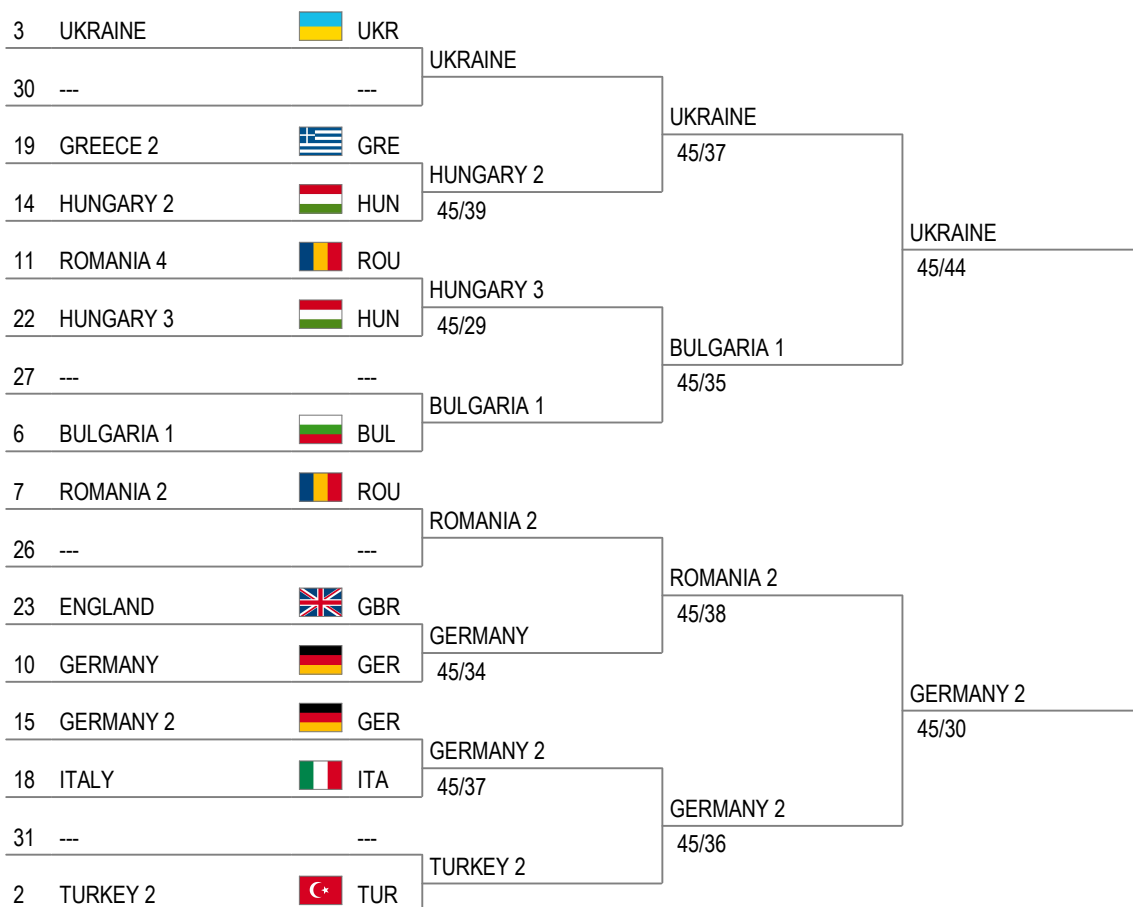 3 UKRAINE UKR
UKRAINE
30 --- ---
UKRAINE
45/37
19 GREECE 2 GRE
HUNGARY 2
45/39
14 HUNGARY 2 HUN
UKRAINE
45/44
11 ROMANIA 4 ROU
HUNGARY 3
45/29
22 HUNGARY 3 HUN
BULGARIA 1
45/35
27 --- ---
BULGARIA 1
6 BULGARIA 1 BUL
7 ROMANIA 2 ROU
ROMANIA 2
26 --- ---
ROMANIA 2
45/38
23 ENGLAND GBR
GERMANY
45/34
10 GERMANY GER
GERMANY 2
45/30
15 GERMANY 2 GER
GERMANY 2
45/37
18 ITALY ITA
GERMANY 2
45/36
31 --- ---
TURKEY 2
2 TURKEY 2 TUR